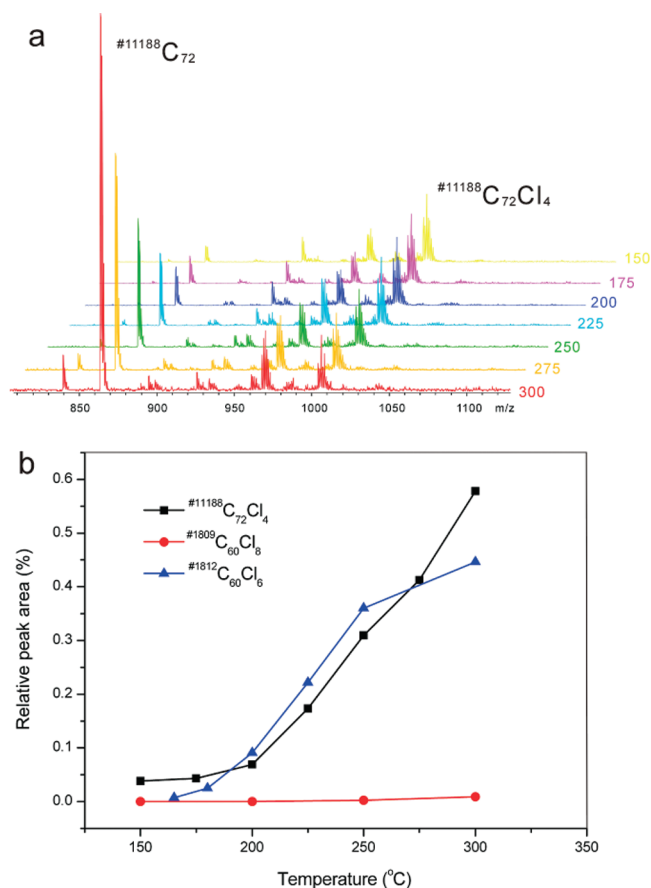 a
#11188C72
#11188C72Cl4
150
175
200
225
250
275
300
850 900 950 1000 1050 1100 m/z
b
0.6
0.5
0.4
0.3
0.2
0.1
0.0
Relative peak area (%)
#11188C72Cl4
#1809C60Cl8
#1812C60Cl6
150 200 250 300 350
Temperature (°C)